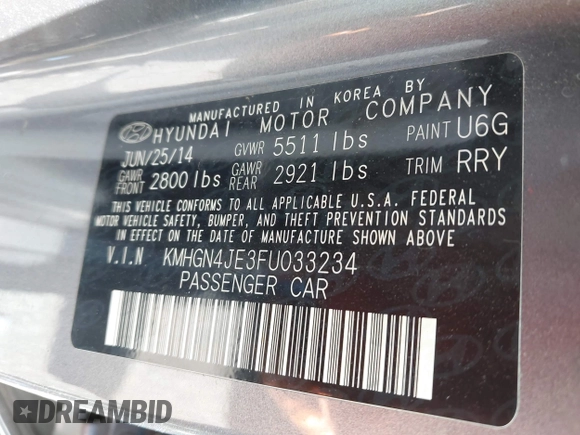 MANUFACTURED IN KOREA BY
HYUNDAI MOTOR COMPANY
JUN/25/14 GVWR 5511 lbs PAINT U6G
GAWR FRONT 2800 lbs GAWR REAR 2921 lbs TRIM RRY
THIS VEHICLE CONFORMS TO ALL APPLICABLE U.S.A. FEDERAL
MOTOR VEHICLE SAFETY, BUMPER, AND THEFT PREVENTION STANDARDS
IN EFFECT ON THE DATE OF MANUFACTURE SHOWN ABOVE
V.I.N KMHGN4JE3FU033234
PASSENGER CAR
DREAMBID